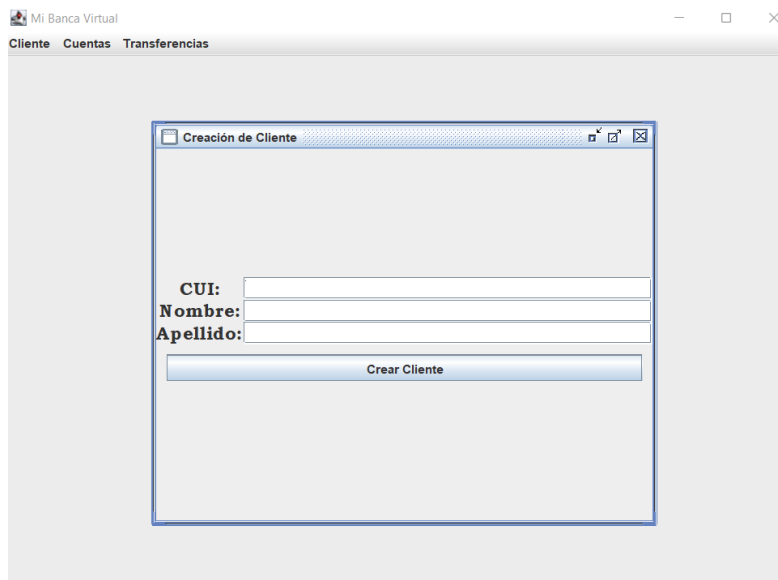 Mi Banca Virtual
Cliente Cuentas Transferencias
Creación de Cliente
CUI:
Nombre:
Apellido:
Crear Cliente